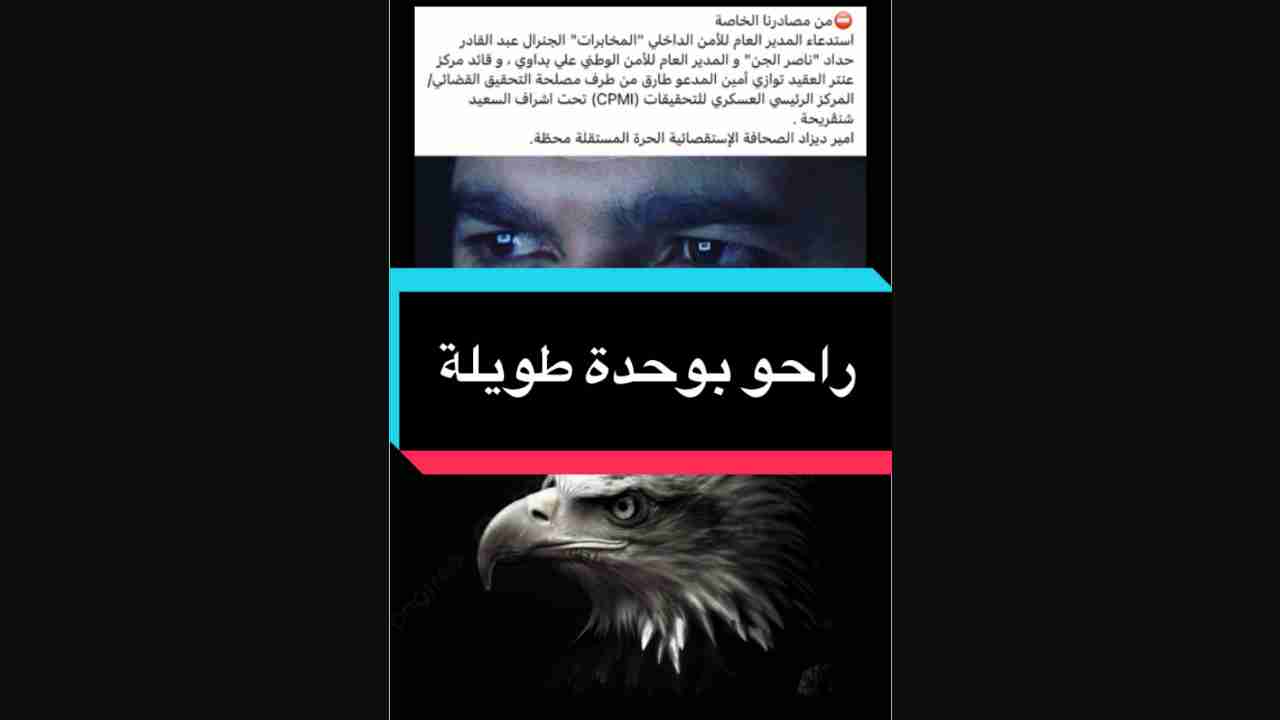 ⛔من مصادرنا الخاصة
استدعاء المدير العام للأمن الداخلي "المخابرات" الجنرال عبد القادر
حداد "ناصر الجن" و المدير العام للأمن الوطني علي بداوي ، و قائد مركز
عنتر العقيد توازي أمين المدعو طارق من طرف مصلحة التحقيق القضائي/
المركز الرئيسي العسكري للتحقيقات (CPMI) تحت اشراف السعيد
شنڨريحة .
امير ديزاد الصحافة الإستقصائية الحرة المستقلة محظة.
راحو بوحدة طويلة